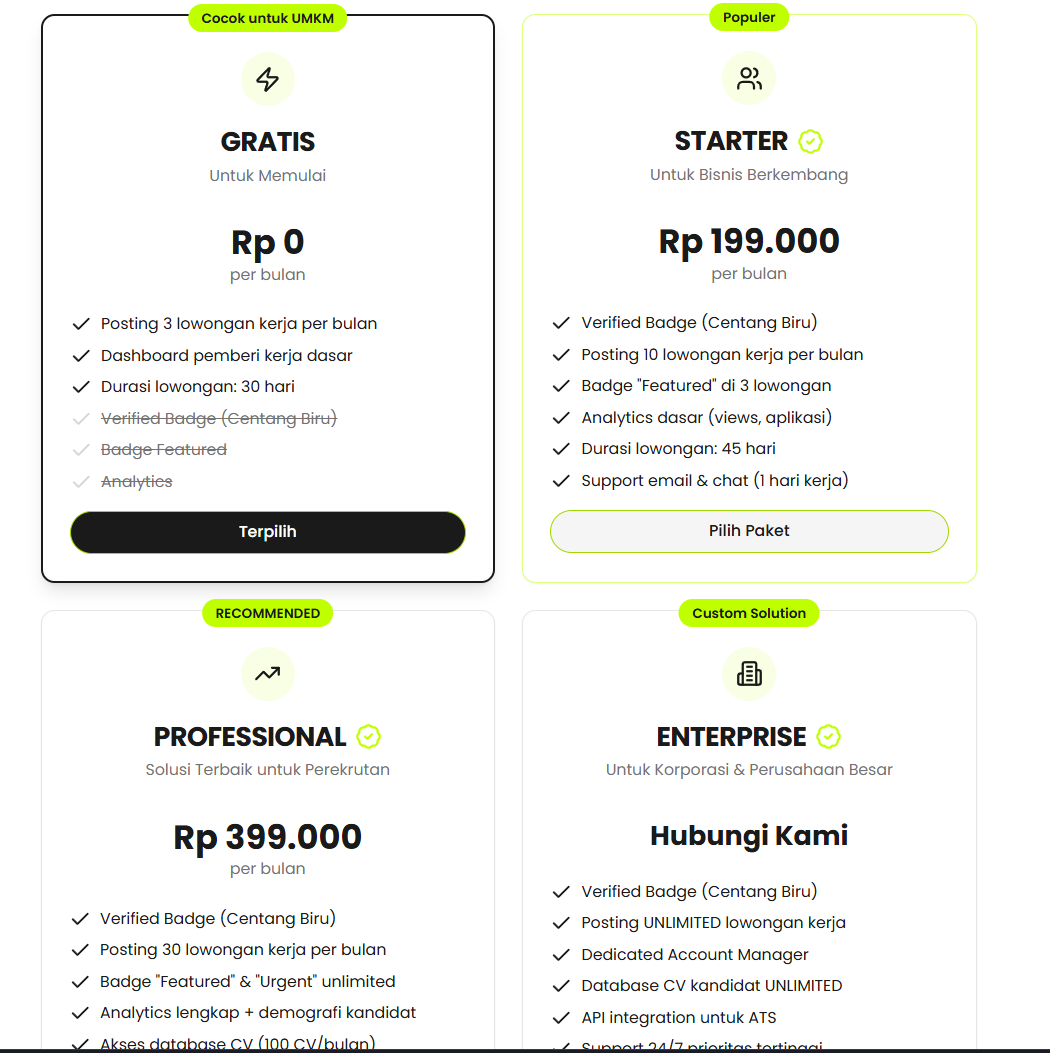 Cocok untuk UMKM
GRATIS
Untuk Memulai
Rp 0
per bulan
Posting 3 lowongan kerja per bulan
Dashboard pemberi kerja dasar
Durasi lowongan: 30 hari
Verified Badge (Centang Biru)
Badge Featured
Analytics
Terpilih
Populer
STARTER
Untuk Bisnis Berkembang
Rp 199.000
per bulan
Verified Badge (Centang Biru)
Posting 10 lowongan kerja per bulan
Badge "Featured" di 3 lowongan
Analytics dasar (views, aplikasi)
Durasi lowongan: 45 hari
Support email & chat (1 hari kerja)
Pilih Paket
RECOMMENDED
PROFESSIONAL
Solusi Terbaik untuk Perekrutan
Rp 399.000
per bulan
Verified Badge (Centang Biru)
Posting 30 lowongan kerja per bulan
Badge "Featured" & "Urgent" unlimited
Analytics lengkap + demografi kandidat
Akses database CV (100 CV/bulan)
Custom Solution
ENTERPRISE
Untuk Korporasi & Perusahaan Besar
Hubungi Kami
Verified Badge (Centang Biru)
Posting UNLIMITED lowongan kerja
Dedicated Account Manager
Database CV kandidat UNLIMITED
API integration untuk ATS
Support 24/7 prioritas tertinggi